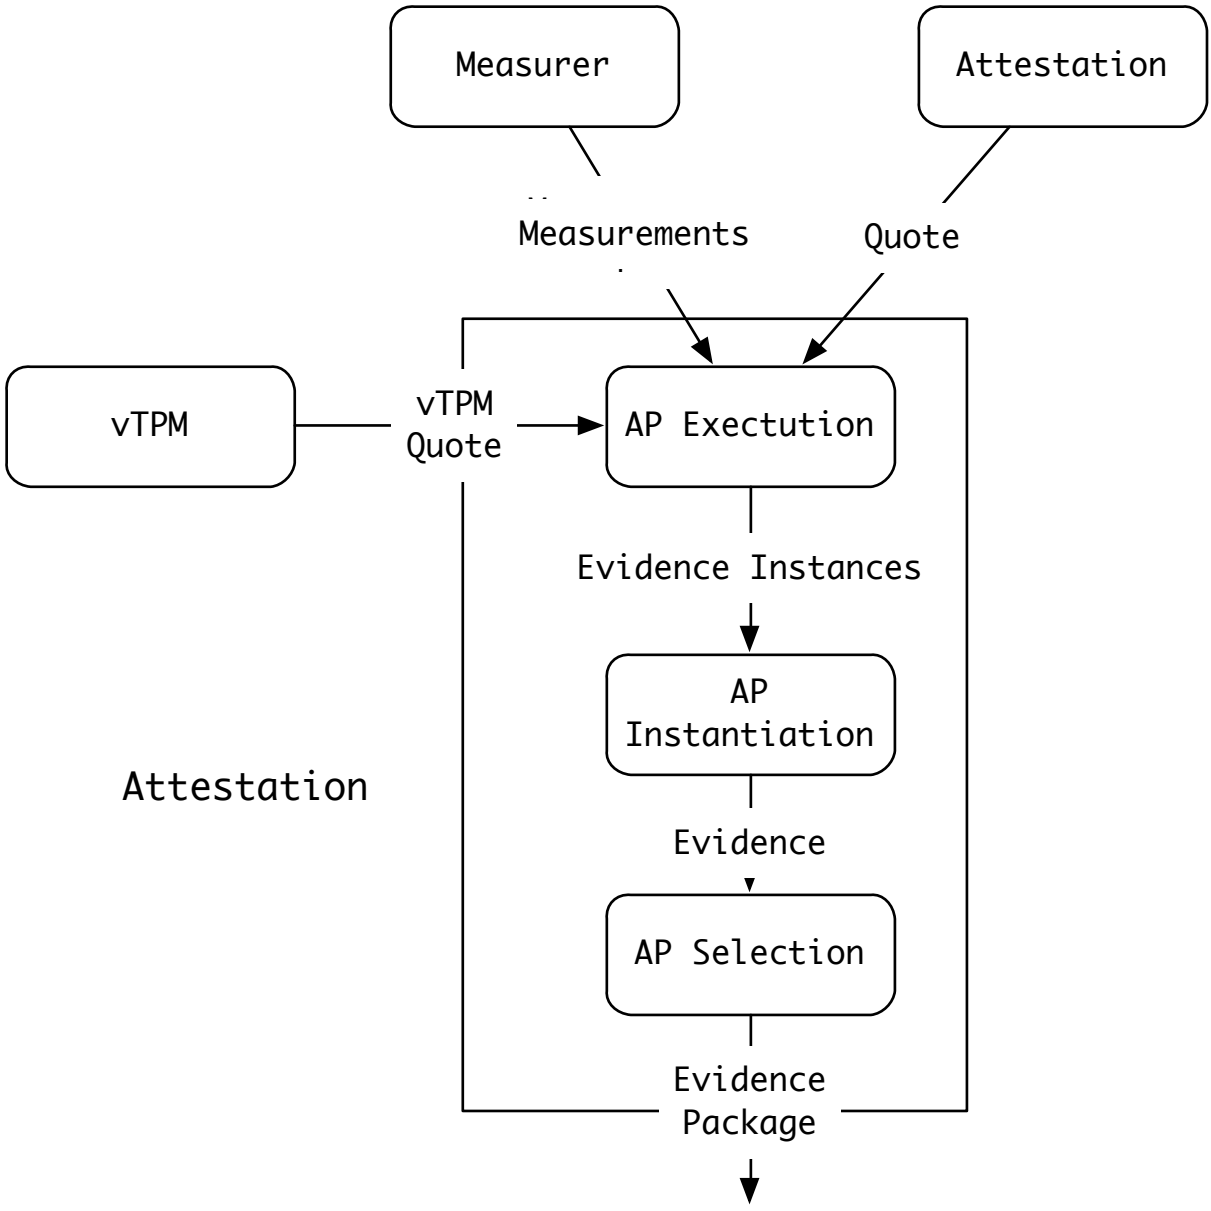 Measurer
Attestation
Measurements
Quote
vTPM
vTPM
Quote
AP Exectution
Evidence Instances
AP
Instantiation
Attestation
Evidence
AP Selection
Evidence
Package